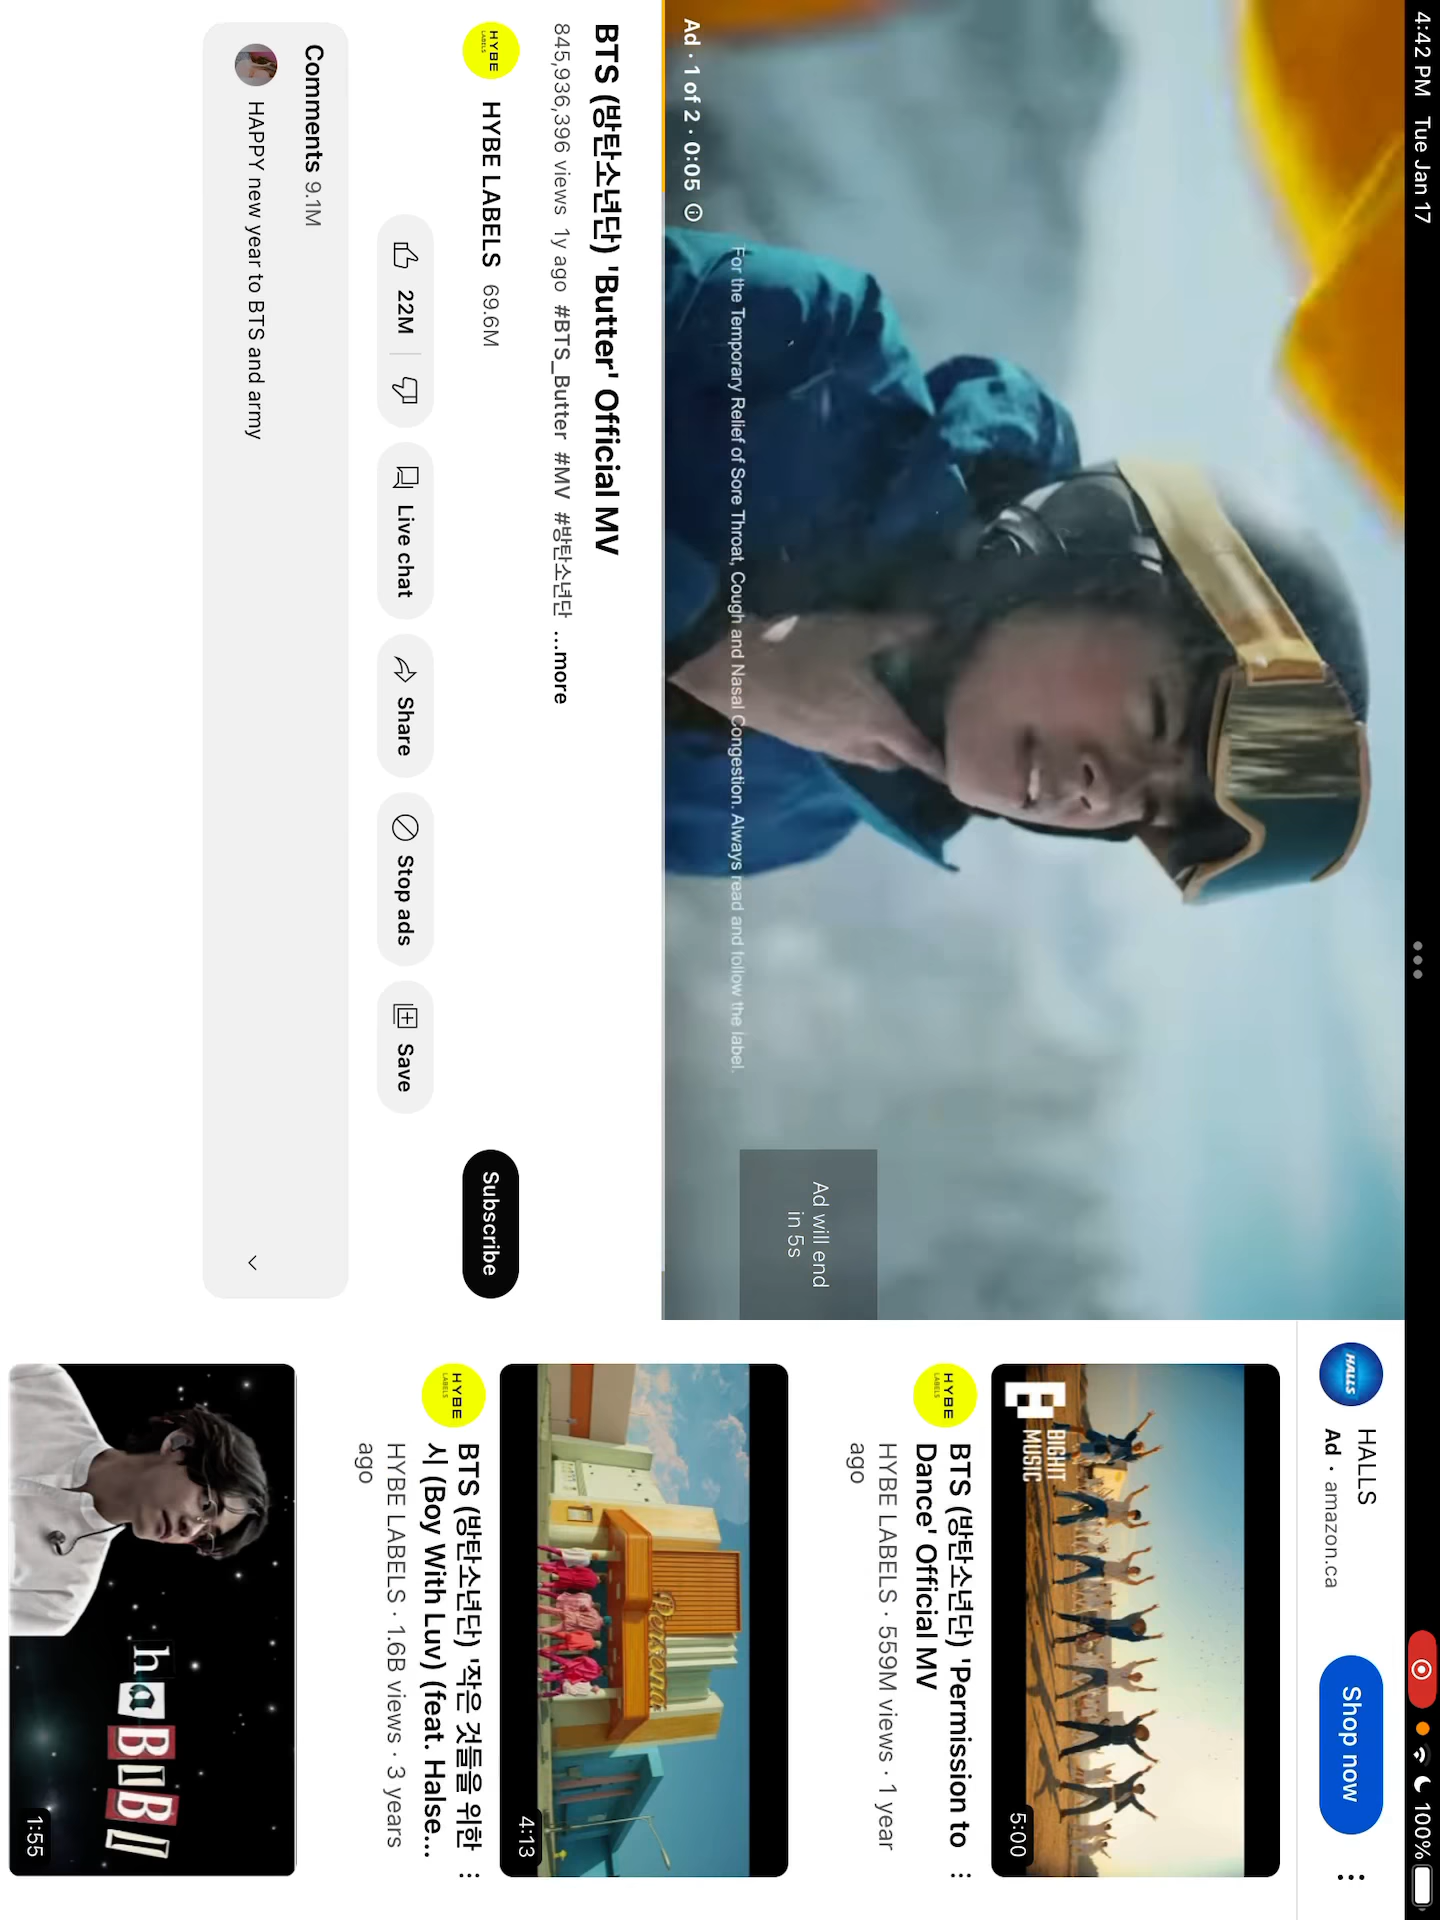 4:42 PM Tue Jan 17
100%
For the Temporary Relief of Sore Throat, Cough and Nasal Congestion. Always read and follow the label.
Ad will end
in 5s
Ad · 1 of 2 · 0:05
BTS (방탄소년단) 'Butter' Official MV
845,936,396 views 1y ago #BTS_Butter #MV #방탄소년단 ...more
HYBE
LABELS
HYBE LABELS 69.6M
Subscribe
22M
Live chat
Share
Stop ads
Save
Comments 9.1M
HAPPY new year to BTS and army
HALLS
HALLS
Ad · amazon.ca
Shop now
BIGHIT
MUSIC
5:00
HYBE
LABELS
BTS (방탄소년단) 'Permission to
Dance' Official MV
HYBE LABELS · 559M views · 1 year
ago
Persona
4:13
HYBE
LABELS
BTS (방탄소년단) '작은 것들을 위한
시 (Boy With Luv) (feat. Halse...
HYBE LABELS · 1.6B views · 3 years
ago
haBIBI
1:55